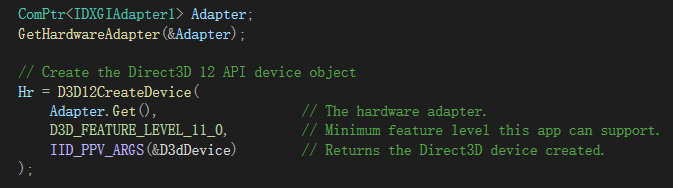 ComPtr<IDXGIAdapter1> Adapter;
GetHardwareAdapter(&Adapter);
// Create the Direct3D 12 API device object
Hr = D3D12CreateDevice(
Adapter.Get(), // The hardware adapter.
D3D_FEATURE_LEVEL_11_0, // Minimum feature level this app can support.
IID_PPV_ARGS(&D3dDevice) // Returns the Direct3D device created.
);